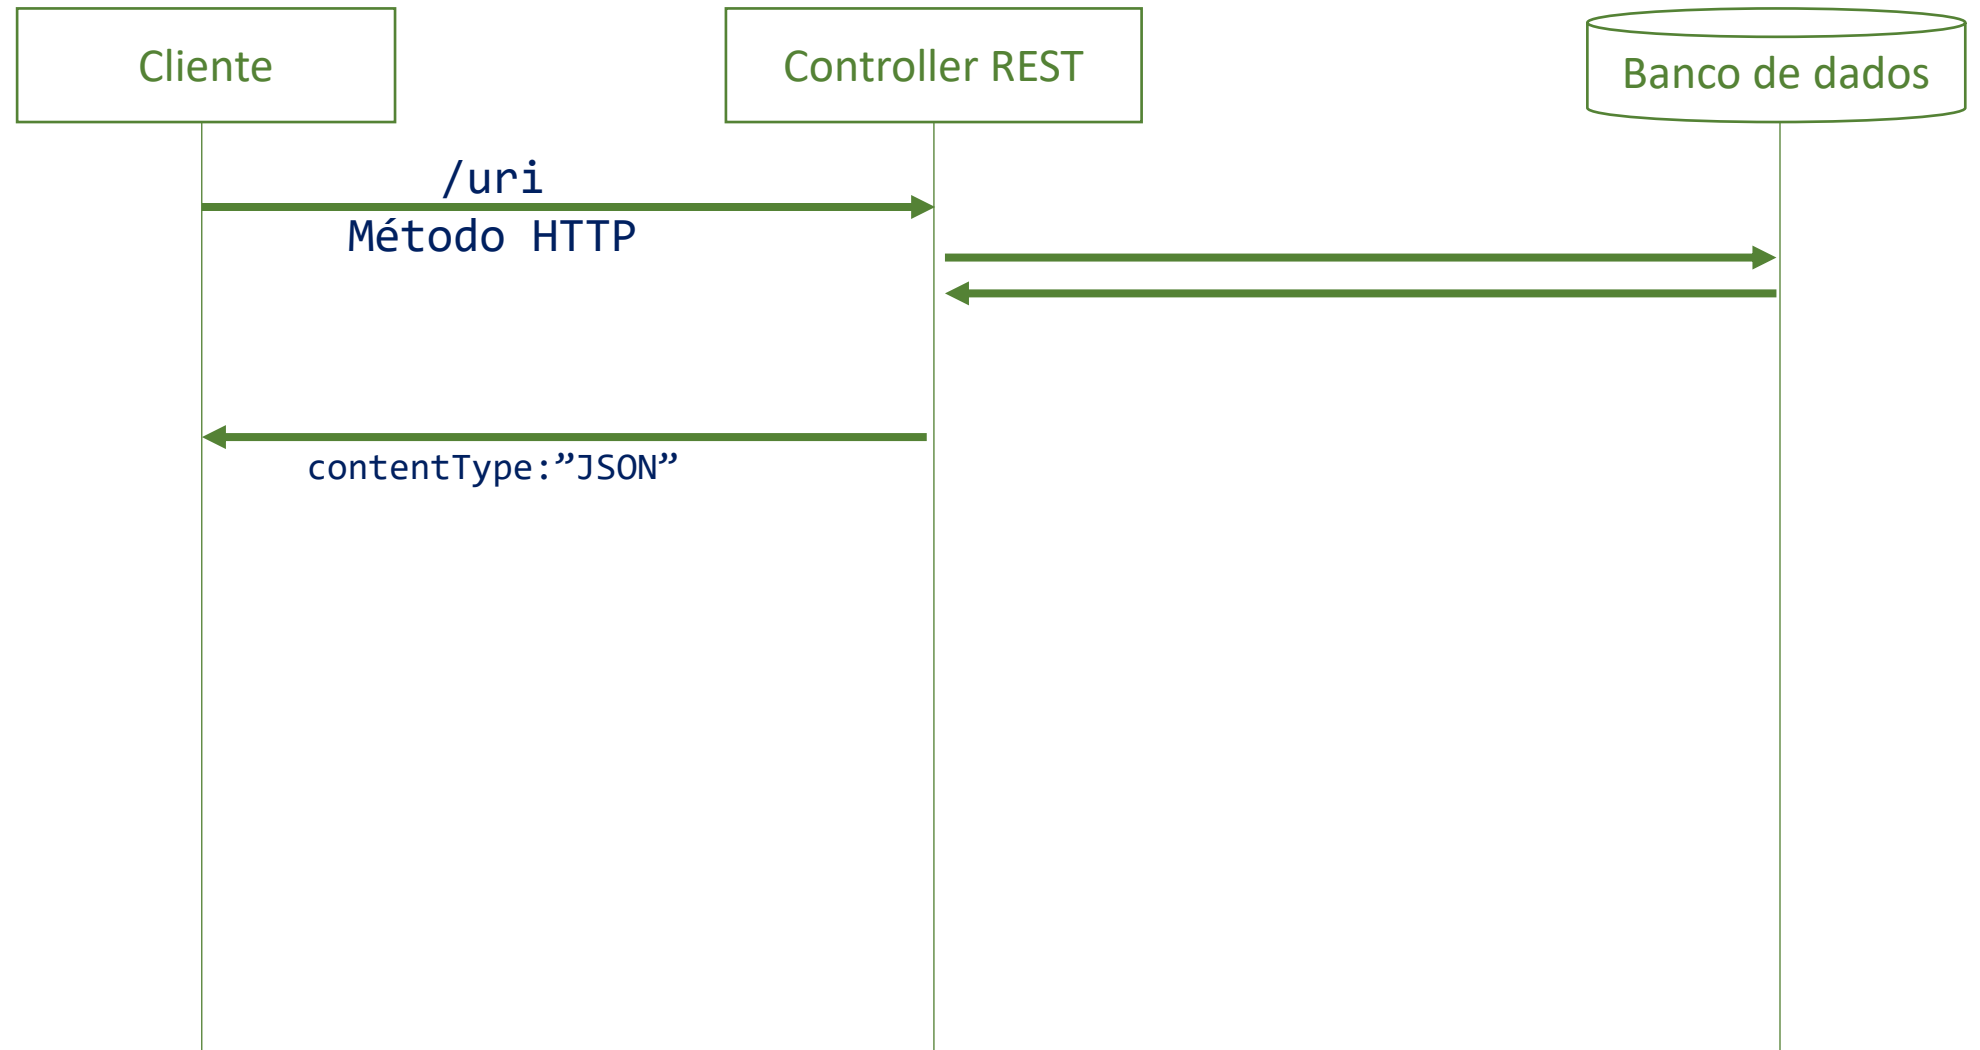 Cliente
Controller REST
Banco de dados
/uri
Método HTTP
contentType:”JSON”